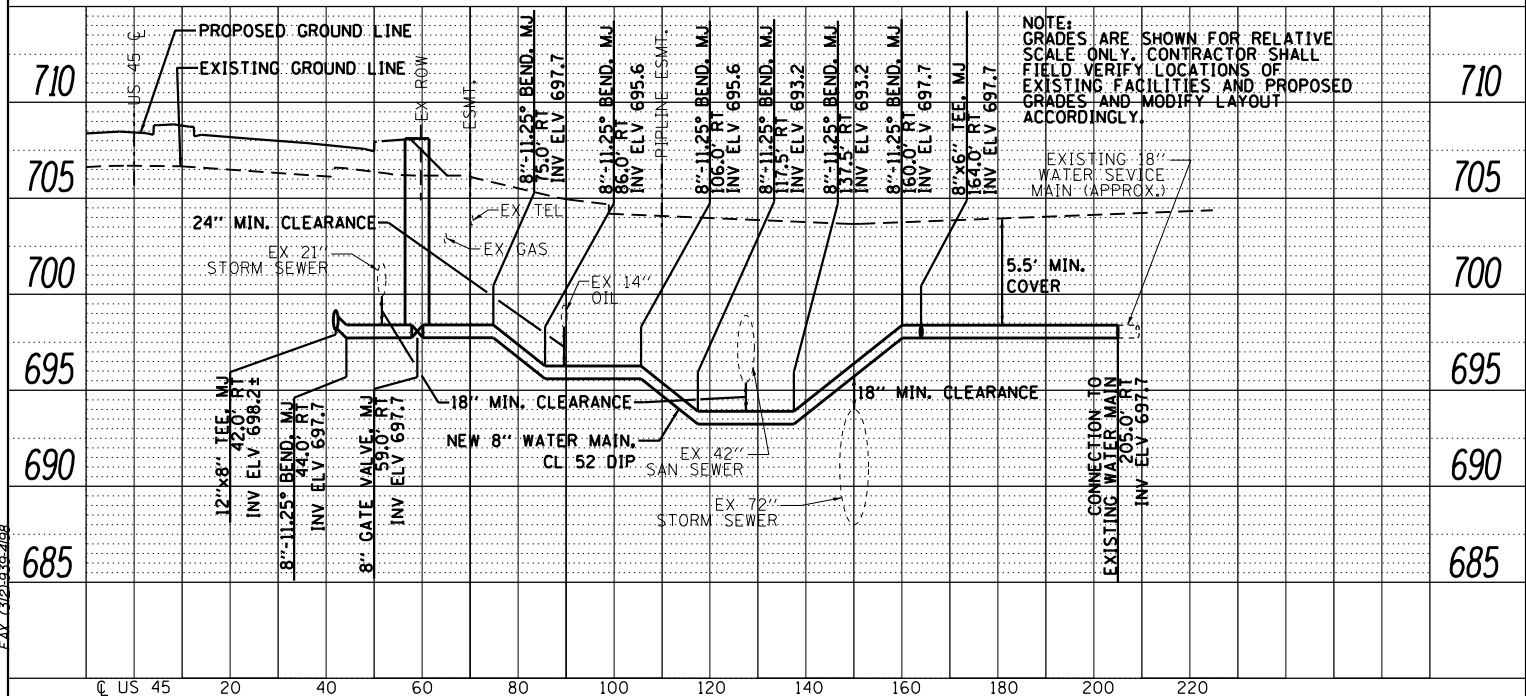 PROPOSED GROUND LINE
EXISTING GROUND LINE
US 45 ℄
EX ROW
ESMT.
8"-11.25° BEND, MJ
75.0' RT
INV ELV 697.7
8"-11.25° BEND, MJ
86.0' RT
INV ELV 695.6
PIPLINE ESMT.
8"-11.25° BEND, MJ
106.0' RT
INV ELV 695.6
8"-11.25° BEND, MJ
117.5' RT
INV ELV 693.2
8"-11.25° BEND, MJ
137.5' RT
INV ELV 693.2
8"-11.25° BEND, MJ
160.0' RT
INV ELV 697.7
8"x6" TEE, MJ
164.0' RT
INV ELV 697.7
NOTE:
GRADES ARE SHOWN FOR RELATIVE
SCALE ONLY. CONTRACTOR SHALL
FIELD VERIFY LOCATIONS OF
EXISTING FACILITIES AND PROPOSED
GRADES AND MODIFY LAYOUT
ACCORDINGLY.
710
710
705
705
700
700
695
695
690
690
685
685
EXISTING 18"
WATER SEVICE
MAIN (APPROX.)
24" MIN. CLEARANCE
EX TEL
EX GAS
EX 21"
STORM SEWER
EX 14"
OIL
5.5' MIN.
COVER
18" MIN. CLEARANCE
18" MIN. CLEARANCE
NEW 8" WATER MAIN,
CL 52 DIP
EX 42"
SAN SEWER
EX 72"
STORM SEWER
12"x8" TEE, MJ
42.0' RT
INV ELV 698.2±
8"-11.25° BEND, MJ
44.0' RT
INV ELV 697.7
8" GATE VALVE, MJ
59.0' RT
INV ELV 697.7
CONNECTION TO
EXISTING WATER MAIN
205.0' RT
INV ELV 697.7
FAX (312)-939-4198
℄ US 45 20 40 60 80 100 120 140 160 180 200 220